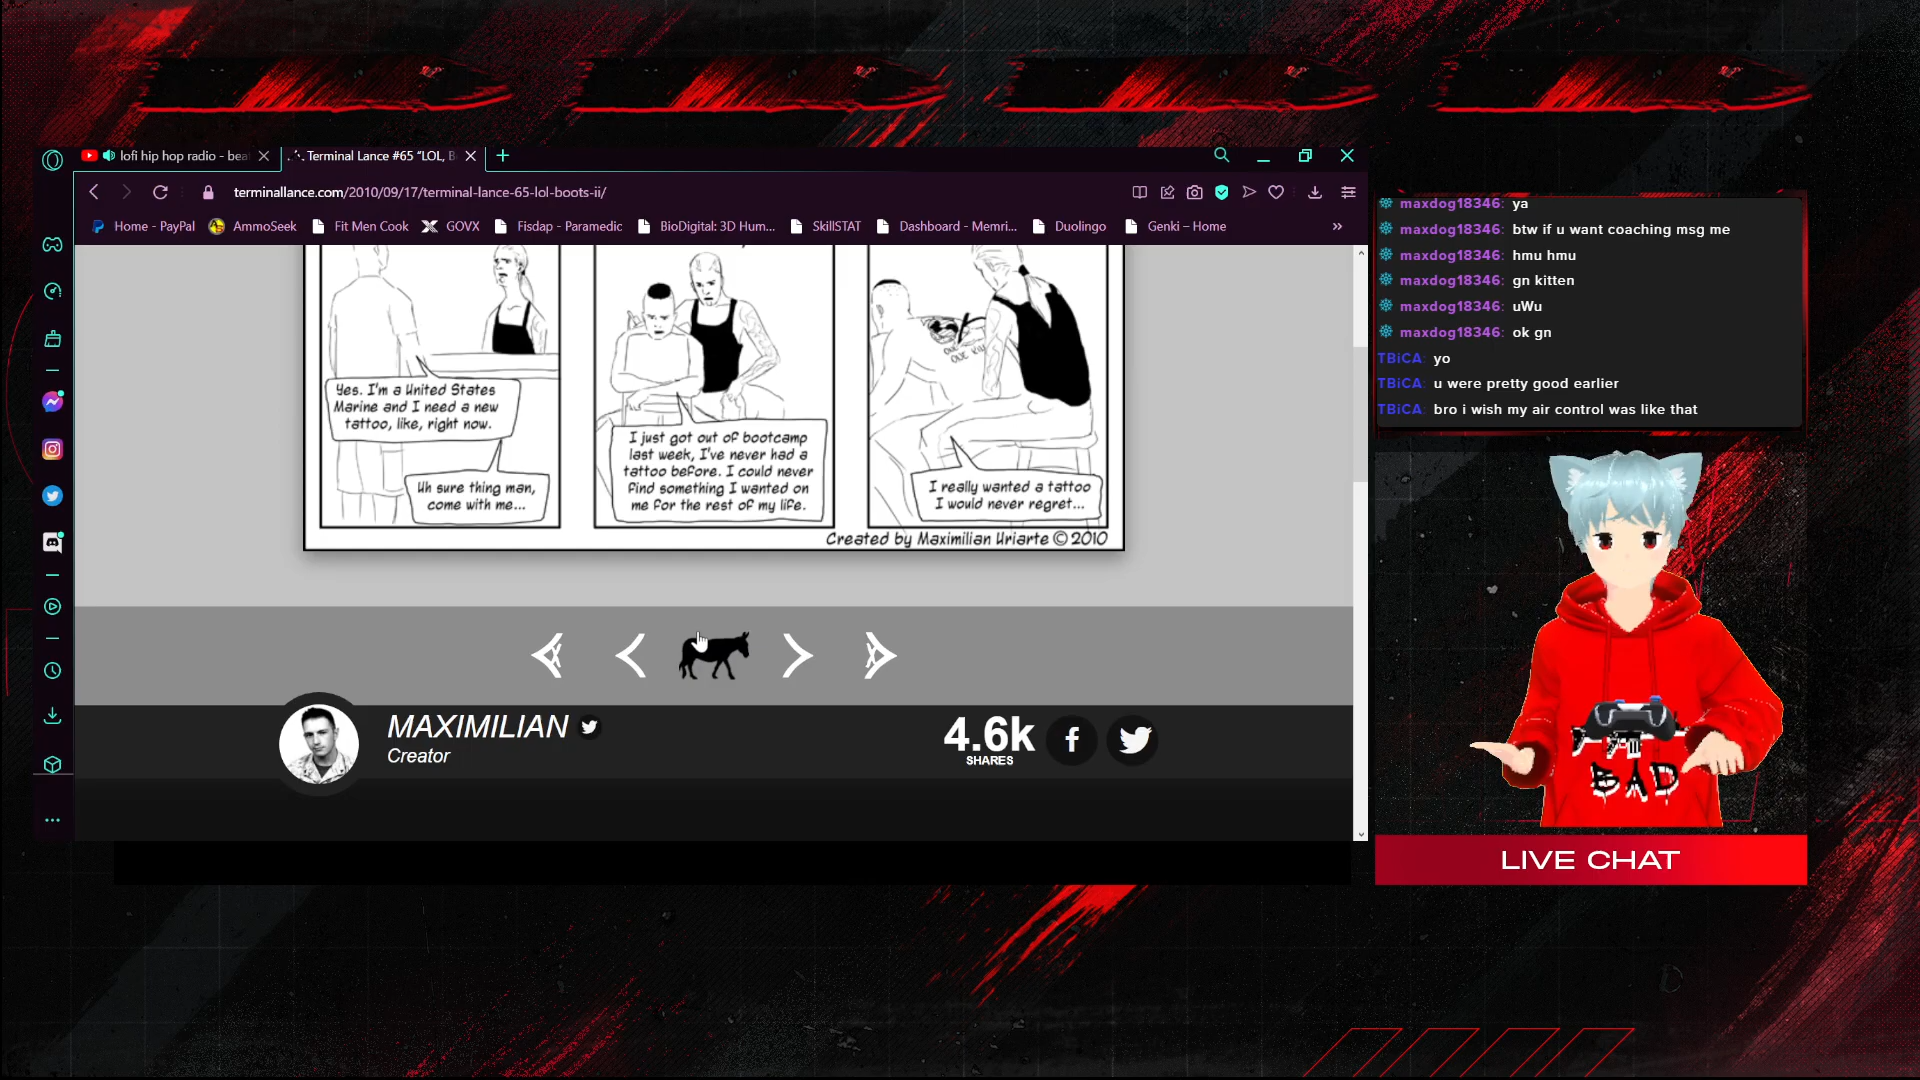 lofi hip hop radio - bea
Terminal Lance #65 "LOL, B
terminallance.com/2010/09/17/terminal-lance-65-lol-boots-ii/
Home - PayPal
AmmoSeek
Fit Men Cook
GOVX
Fisdap - Paramedic
BioDigital: 3D Hum...
SkillSTAT
Dashboard - Memri...
Duolingo
Genki – Home
»
Yes. I'm a United States
Marine and I need a new
tattoo, like, right now.
Uh sure thing man,
come with me...
I just got out of bootcamp
last week, I've never had a
tattoo before. I could never
find something I wanted on
me for the rest of my life.
I really wanted a tattoo
I would never regret...
Created by Maximilian Uriarte © 2010
MAXIMILIAN
Creator
4.6k
SHARES
maxdog18346: ya
maxdog18346: btw if u want coaching msg me
maxdog18346: hmu hmu
maxdog18346: gn kitten
maxdog18346: uWu
maxdog18346: ok gn
TBiCA: yo
TBiCA: u were pretty good earlier
TBiCA: bro i wish my air control was like that
BAD
LIVE CHAT